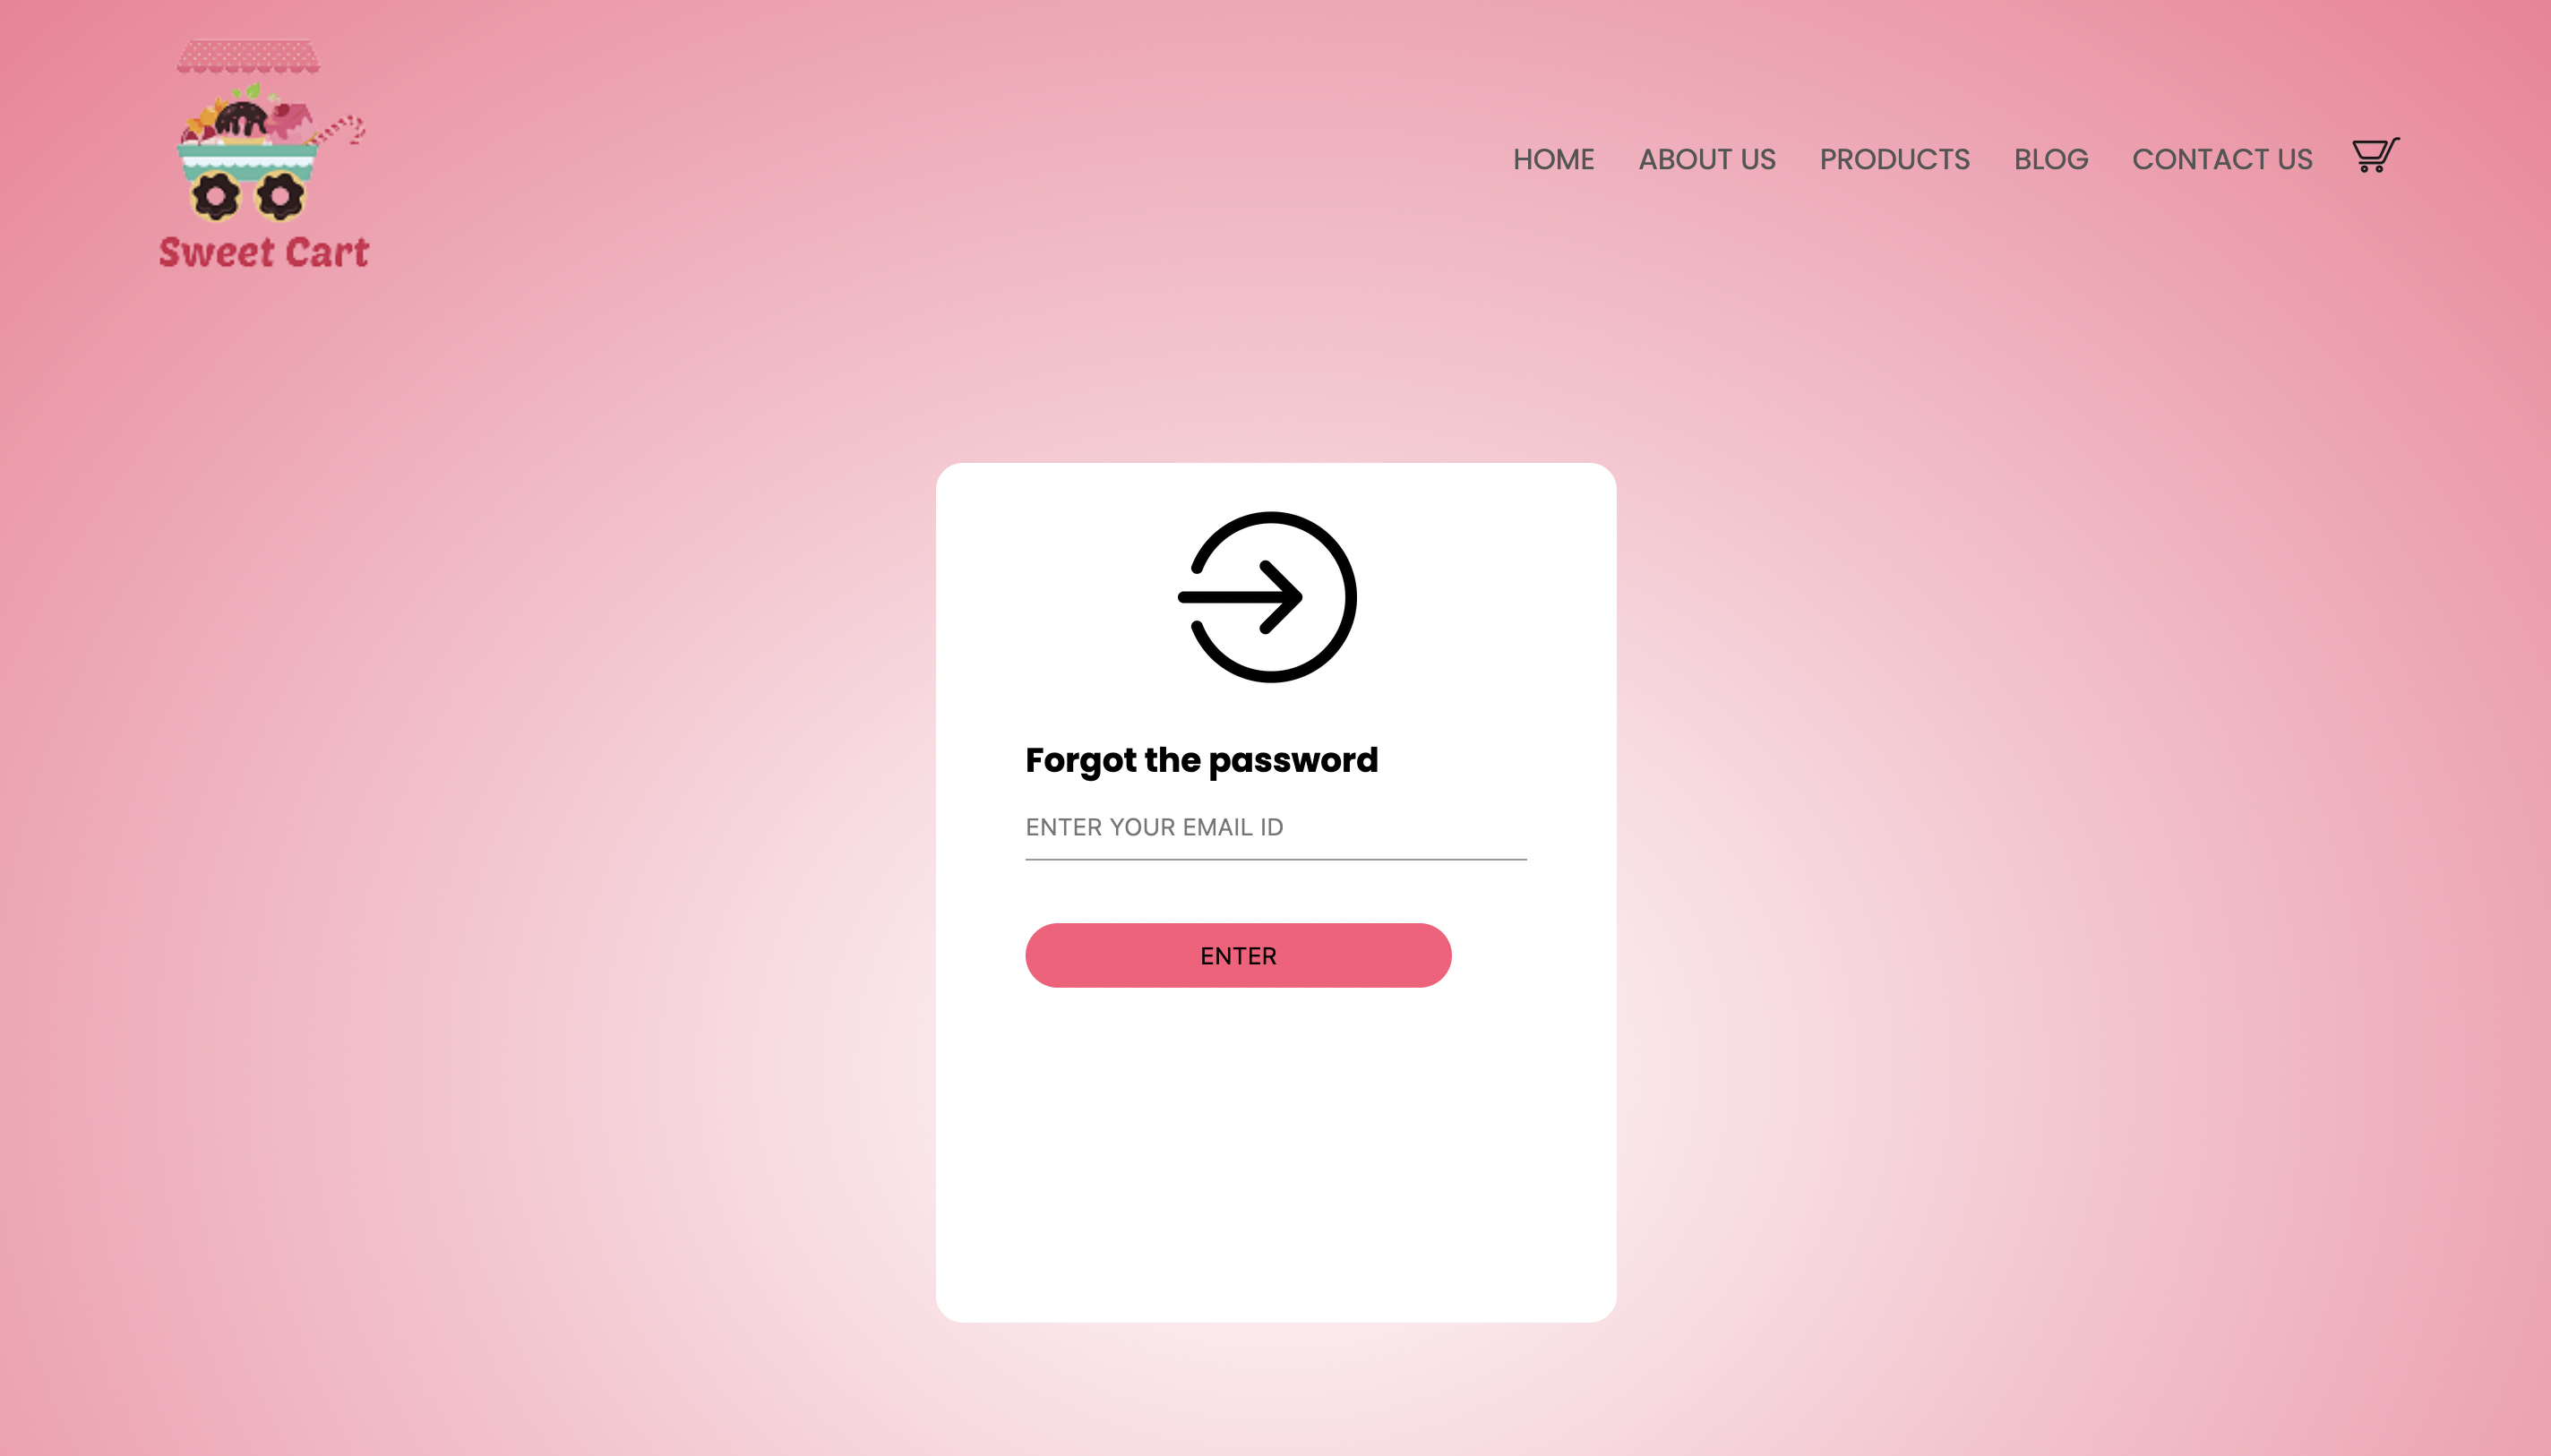 Sweet Cart
HOME ABOUT US PRODUCTS BLOG CONTACT US
Forgot the password
ENTER YOUR EMAIL ID
ENTER